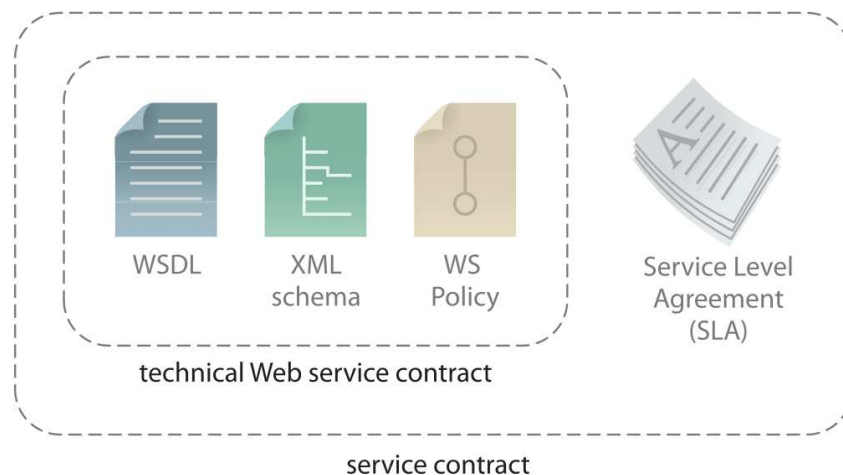 WSDL
XML
schema
WS
Policy
A
Service Level
Agreement
(SLA)
technical Web service contract
service contract